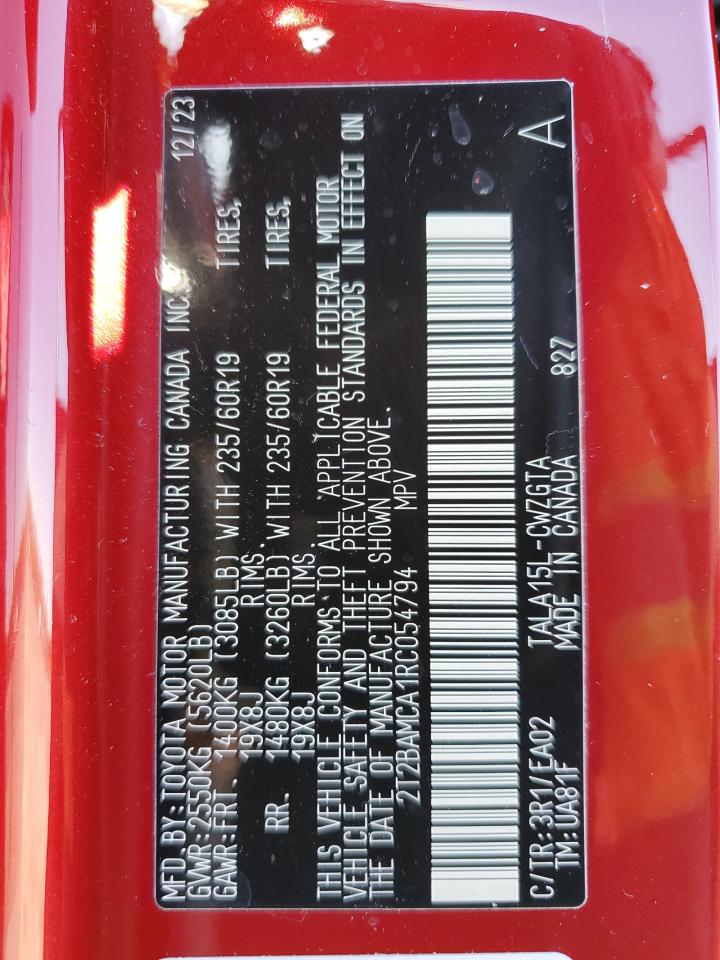 MFD.BY:TOYOTA MOTOR MANUFACTURING CANADA INC. 12/23
GVWR:2550KG (5620LB)
GAWR:FRT. 1400KG (3085LB) WITH 235/60R19 TIRES,
19X8J RIMS
RR. 1480KG (3260LB) WITH 235/60R19 TIRES,
19X8J RIMS
THIS VEHICLE CONFORMS TO ALL APPLICABLE FEDERAL MOTOR
VEHICLE SAFETY AND THEFT PREVENTION STANDARDS IN EFFECT ON
THE DATE OF MANUFACTURE SHOWN ABOVE.
2T2BAMCA1RC054794 MPV
C/TR:3R1/EA02 TALA15L-CWZGTA A
TM:UA81F MADE IN CANADA 827